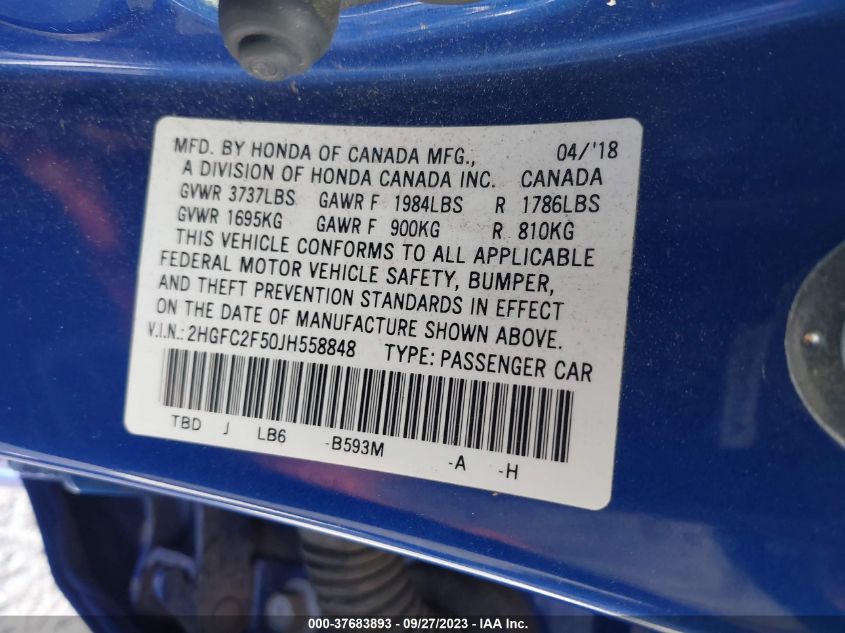 MFD. BY HONDA OF CANADA MFG., 04/'18
A DIVISION OF HONDA CANADA INC. CANADA
GVWR 3737LBS GAWR F 1984LBS R 1786LBS
GVWR 1695KG GAWR F 900KG R 810KG
THIS VEHICLE CONFORMS TO ALL APPLICABLE
FEDERAL MOTOR VEHICLE SAFETY, BUMPER,
AND THEFT PREVENTION STANDARDS IN EFFECT
ON THE DATE OF MANUFACTURE SHOWN ABOVE.
V.I.N.: 2HGFC2F50JH558848 TYPE: PASSENGER CAR
TBD J LB6 -B593M -A -H
000-37683893 / 09/27/2023 - IAA Inc.